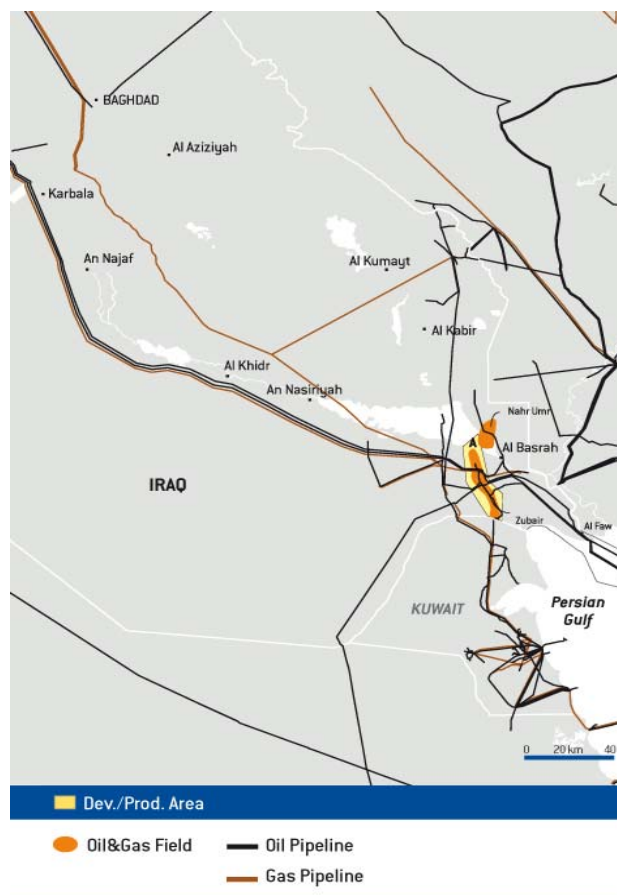 BAGHDAD
Al Aziziyah
Karbala
An Najaf
Al Kumayt
Al Kabir
Al Khidr
An Nasiriyah
Nahr Umr
A
Al Basrah
IRAQ
Zubair
Al Faw
KUWAIT
Persian
Gulf
0 20 km 40
Dev./Prod. Area
Oil&Gas Field
Oil Pipeline
Gas Pipeline